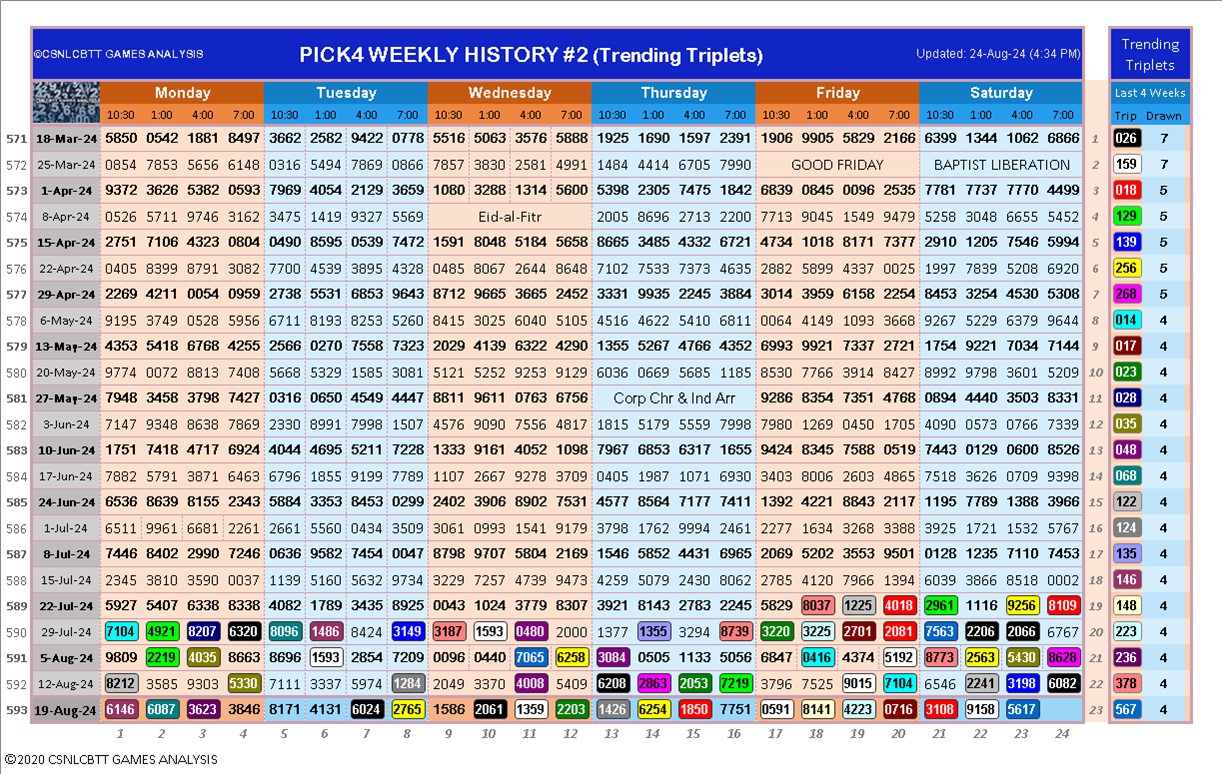 ©CSNLCBTT GAMES ANALYSIS PICK4 WEEKLY HISTORY #2 (Trending Triplets) Updated: 24-Aug-24 (4:34 PM) Trending Triplets
Monday Tuesday Wednesday Thursday Friday Saturday Last 4 Weeks
10:30 1:00 4:00 7:00 10:30 1:00 4:00 7:00 10:30 1:00 4:00 7:00 10:30 1:00 4:00 7:00 10:30 1:00 4:00 7:00 10:30 1:00 4:00 7:00 Trip Drawn
571 18-Mar-24 5850 0542 1881 8497 3662 2582 9422 0778 5516 5063 3576 5888 1925 1690 1597 2391 1906 9905 5829 2166 6399 1344 1062 6866 1 026 7
572 25-Mar-24 0854 7853 5656 6148 0316 5494 7869 0866 7857 3830 2581 4991 1484 4414 6705 7990 GOOD FRIDAY BAPTIST LIBERATION 2 159 7
573 1-Apr-24 9372 3626 5382 0593 7969 4054 2129 3659 1080 3288 1314 5600 5398 2305 7475 1842 6839 0845 0096 2535 7781 7737 7770 4499 3 018 5
574 8-Apr-24 0526 5711 9746 3162 3475 1419 9327 5569 Eid-al-Fitr 2005 8696 2713 2200 7713 9045 1549 9479 5258 3048 6655 5452 4 129 5
575 15-Apr-24 2751 7106 4323 0804 0490 8595 0539 7472 1591 8048 5184 5658 8665 3485 4332 6721 4734 1018 8171 7377 2910 1205 7546 5994 5 139 5
576 22-Apr-24 0405 8399 8791 3082 7700 4539 3895 4328 0485 8067 2644 8648 7102 7533 7373 4635 2882 5899 4337 0025 1997 7839 5208 6920 6 256 5
577 29-Apr-24 2269 4211 0054 0959 2738 5531 6853 9643 8712 9665 3665 2452 3331 9935 2245 3884 3014 3959 6158 2254 8453 3254 4530 5308 7 268 5
578 6-May-24 9195 3749 0528 5956 6711 8193 8253 5260 8415 3025 6040 5105 4516 4622 5410 6811 0064 4149 1093 3668 9267 5229 6379 9644 8 014 4
579 13-May-24 4353 5418 6768 4255 2566 0270 7558 7323 2029 4139 6322 4290 1355 5267 4766 4352 6993 9921 7337 2721 1754 9221 7034 7144 9 017 4
580 20-May-24 9774 0072 8813 7408 5668 5329 1585 3081 5121 5252 9253 9129 6036 0669 5685 1185 8530 7766 3914 8427 8992 9798 3601 5209 10 023 4
581 27-May-24 7948 3458 3798 7427 0316 0650 4549 4447 8811 9611 0763 6756 Corp Chr & Ind Arr 9286 8354 7351 4768 0894 4440 3503 8331 11 028 4
582 3-Jun-24 7147 9348 8638 7869 2330 8991 7998 1507 4576 9090 7556 4817 1815 5179 5559 7998 7980 1269 0450 1705 4090 0573 0766 7339 12 035 4
583 10-Jun-24 1751 7418 4717 6924 4044 4695 5211 7228 1333 9161 4052 1098 7967 6853 6317 1655 9424 8345 7588 0519 7443 0129 0600 8526 13 048 4
584 17-Jun-24 7882 5791 3871 6463 6796 1855 9199 7789 1107 2667 9278 3709 0405 1987 1071 6930 3403 8006 2603 4865 7518 3626 0709 9398 14 068 4
585 24-Jun-24 6536 8639 8155 2343 5884 3353 8453 0299 2402 3906 8902 7531 4577 8564 7177 7411 1392 4221 8843 2117 1195 7789 1388 3966 15 122 4
586 1-Jul-24 6511 9961 6681 2261 2661 5560 0434 3509 3061 0993 1541 9179 3798 1762 9994 2461 2277 1634 3268 3388 3925 1721 1532 5767 16 124 4
587 8-Jul-24 7446 8402 2990 7246 0636 9582 7454 0047 8798 9707 5804 2169 1546 5852 4431 6965 2069 5202 3553 9501 0128 1235 7110 7453 17 135 4
588 15-Jul-24 2345 3810 3590 0037 1139 5160 5632 9734 3229 7257 4739 9473 4259 5079 2430 8062 2785 4120 7966 1394 6039 3866 8518 0002 18 146 4
589 22-Jul-24 5927 5407 6338 8338 4082 1789 3435 8925 0043 1024 3779 8307 3921 8143 2783 2245 5829 8037 1225 4018 2961 1116 9256 8109 19 148 4
590 29-Jul-24 7104 4921 8207 6320 8096 1486 8424 3149 3187 1593 0480 2000 1377 1355 3294 8739 3220 3225 2701 2081 7563 2206 2066 6767 20 223 4
591 5-Aug-24 9809 2219 4035 8663 8696 1593 2854 7209 0096 0440 7065 6258 3084 0505 1133 5056 6847 0416 4374 5192 8773 2563 5430 8628 21 236 4
592 12-Aug-24 8212 3585 9303 5330 7111 3337 5974 1284 2049 3370 4008 5409 6208 2863 2053 7219 3796 7525 9015 7104 6546 2241 3198 6082 22 378 4
593 19-Aug-24 6146 6087 3623 3846 8171 4131 6024 2765 1586 2061 1359 2203 1426 6254 1850 7751 0591 8141 4223 0716 3108 9158 5617 23 567 4
1 2 3 4 5 6 7 8 9 10 11 12 13 14 15 16 17 18 19 20 21 22 23 24
©2020 CSNLCBTT GAMES ANALYSIS